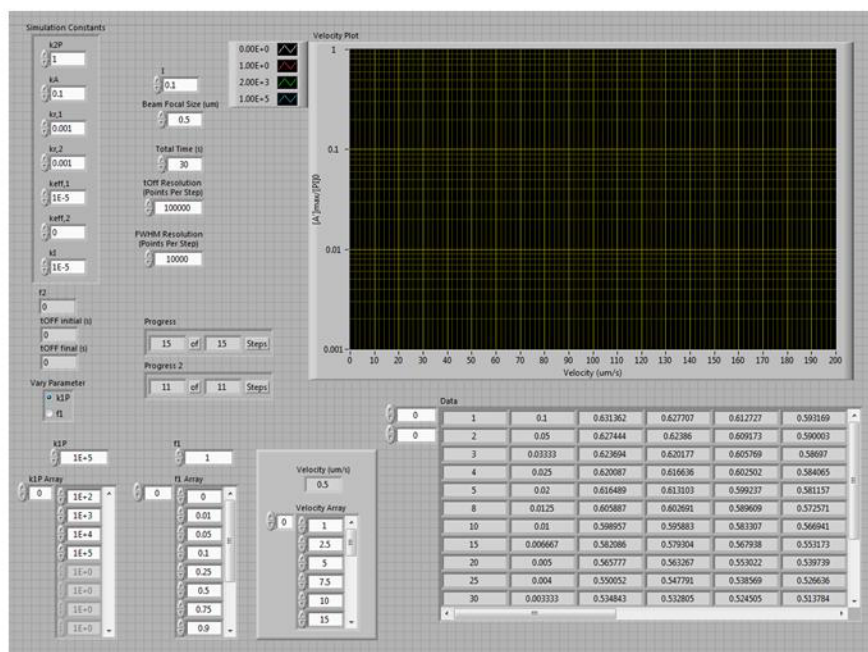 Simulation Constants
k2P
1
kA
0.1
kr,1
0.001
kr,2
0.001
keff,1
1E-5
keff,2
0
kI
1E-5
f2
0
tOFF initial (s)
0
tOFF final (s)
0
Vary Parameter
k1P
f1
I
0.1
Beam Focal Size (um)
0.5
Total Time (s)
30
tOff Resolution
(Points Per Step)
100000
FWHM Resolution
(Points Per Step)
10000
Progress
15 of 15 Steps
Progress 2
11 of 11 Steps
0.00E+0
1.00E+0
2.00E+3
1.00E+5
Velocity Plot
1
0.1
0.01
0.001
[A*]max/[PI]0
0 10 20 30 40 50 60 70 80 90 100 110 120 130 140 150 160 170 180 190 200
Velocity (um/s)
k1P
1E+5
k1P Array
0
1E+2
1E+3
1E+4
1E+5
1E+0
1E+0
1E+0
1E+0
f1
1
f1 Array
0
0
0.01
0.05
0.1
0.25
0.5
0.75
0.9
Velocity (um/s)
0.5
Velocity Array
0
1
2.5
5
7.5
10
15
Data
0
0
1 0.1 0.631362 0.627707 0.612727 0.593169
2 0.05 0.627444 0.62386 0.609173 0.590003
3 0.03333 0.623694 0.620177 0.605769 0.58697
4 0.025 0.620087 0.616636 0.602502 0.584065
5 0.02 0.616489 0.613103 0.599237 0.581157
8 0.0125 0.605887 0.602691 0.589609 0.572571
10 0.01 0.598957 0.595883 0.583307 0.566941
15 0.006667 0.582086 0.579304 0.567938 0.553173
20 0.005 0.565777 0.563267 0.553022 0.539739
25 0.004 0.550052 0.547791 0.538569 0.526636
30 0.003333 0.534843 0.532805 0.524505 0.513784